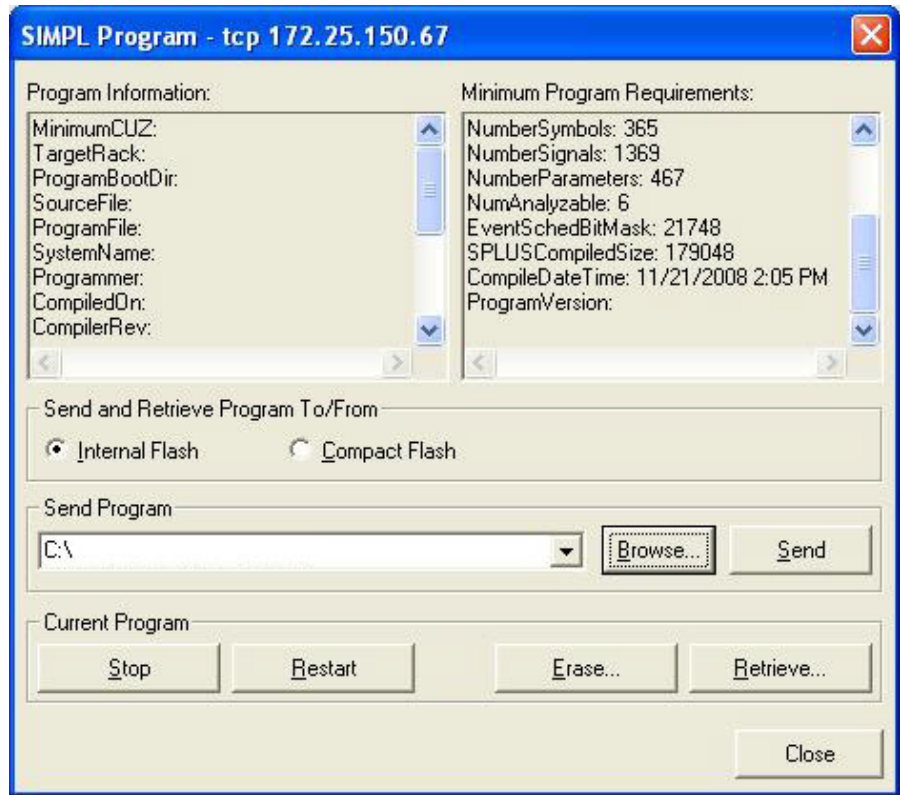 SIMPL Program - tcp 172.25.150.67
Program Information:
MinimumCUZ:
TargetRack:
ProgramBootDir:
SourceFile:
ProgramFile:
SystemName:
Programmer:
CompiledOn:
CompilerRev:
Minimum Program Requirements:
NumberSymbols: 365
NumberSignals: 1369
NumberParameters: 467
NumAnalyzable: 6
EventSchedBitMask: 21748
SPLUSCompiledSize: 179048
CompileDateTime: 11/21/2008 2:05 PM
ProgramVersion:
Send and Retrieve Program To/From
Internal Flash
Compact Flash
Send Program
C:\
Browse...
Send
Current Program
Stop
Restart
Erase...
Retrieve...
Close